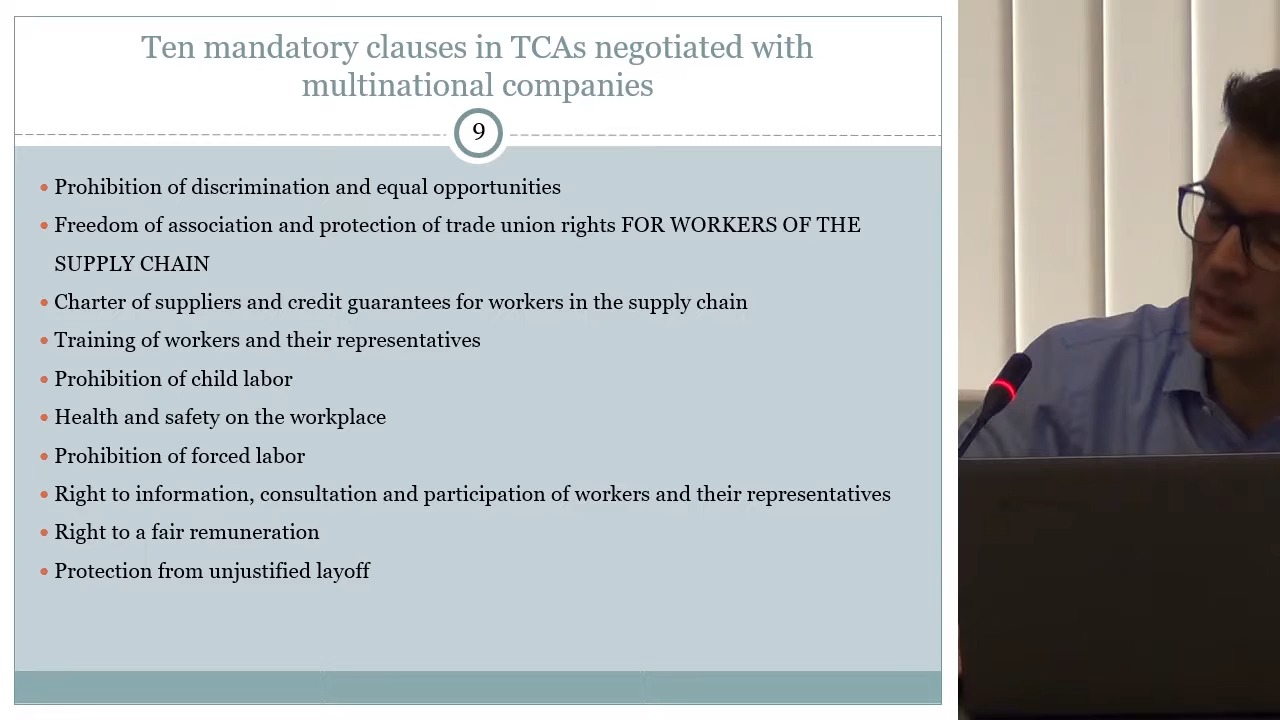 Ten mandatory clauses in TCAs negotiated with
multinational companies
9
• Prohibition of discrimination and equal opportunities
• Freedom of association and protection of trade union rights FOR WORKERS OF THE
SUPPLY CHAIN
• Charter of suppliers and credit guarantees for workers in the supply chain
• Training of workers and their representatives
• Prohibition of child labor
• Health and safety on the workplace
• Prohibition of forced labor
• Right to information, consultation and participation of workers and their representatives
• Right to a fair remuneration
• Protection from unjustified layoff